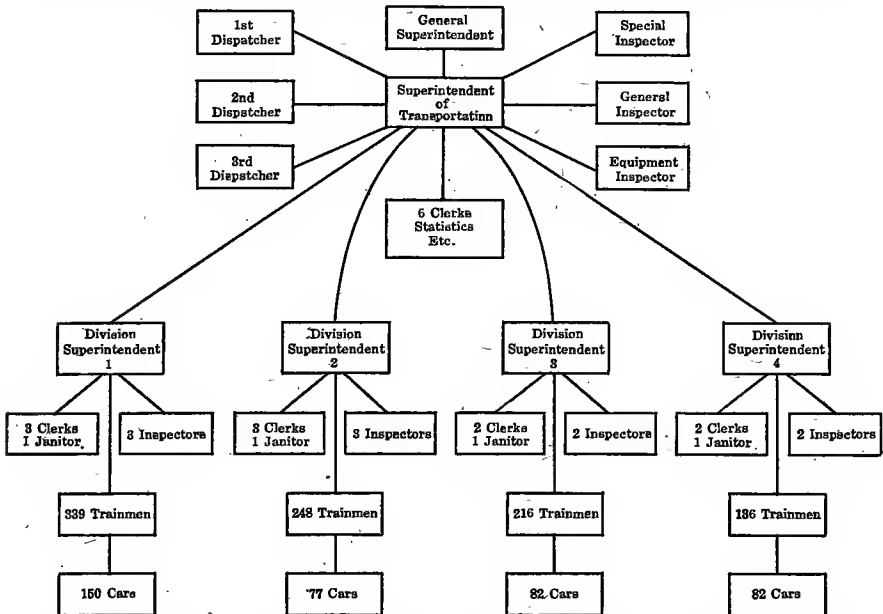 1st
Dispatcher
General
Superintendent
Special
Inspector
2nd
Dispatcher
Superintendent
of
Transportation
General
Inspector
3rd
Dispatcher
Equipment
Inspector
6 Clerks
Statistics
Etc.
Division
Superintendent
1
Division
Superintendent
2
Division
Superintendent
3
Division
Superintendent
4
3 Clerks
1 Janitor
3 Inspectors
3 Clerks
1 Janitor
3 Inspectors
2 Clerks
1 Janitor
2 Inspectors
2 Clerks
1 Janitor
2 Inspectors
339 Trainmen
248 Trainmen
216 Trainmen
136 Trainmen
150 Cars
77 Cars
82 Cars
82 Cars